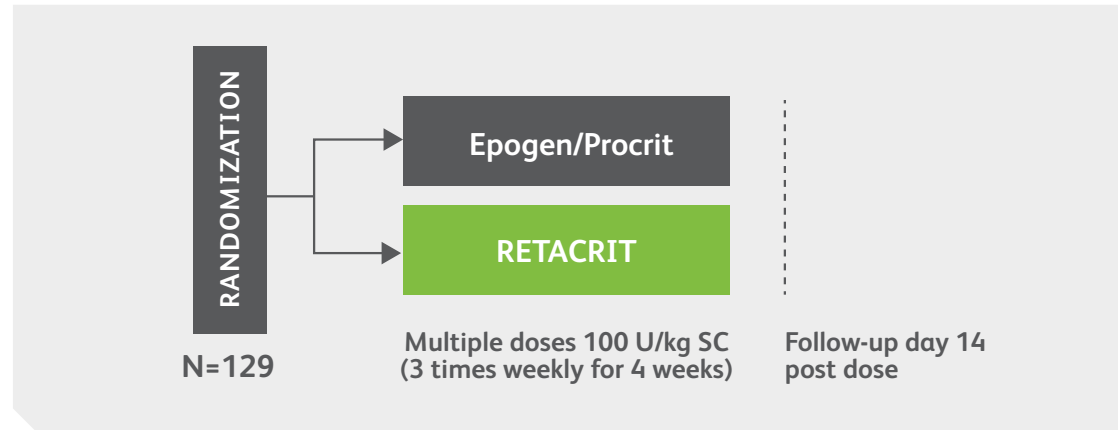 RANDOMIZATION
N=129
Epogen/Procrit
RETACRIT
Multiple doses 100 U/kg SC
(3 times weekly for 4 weeks)
Follow-up day 14
post dose